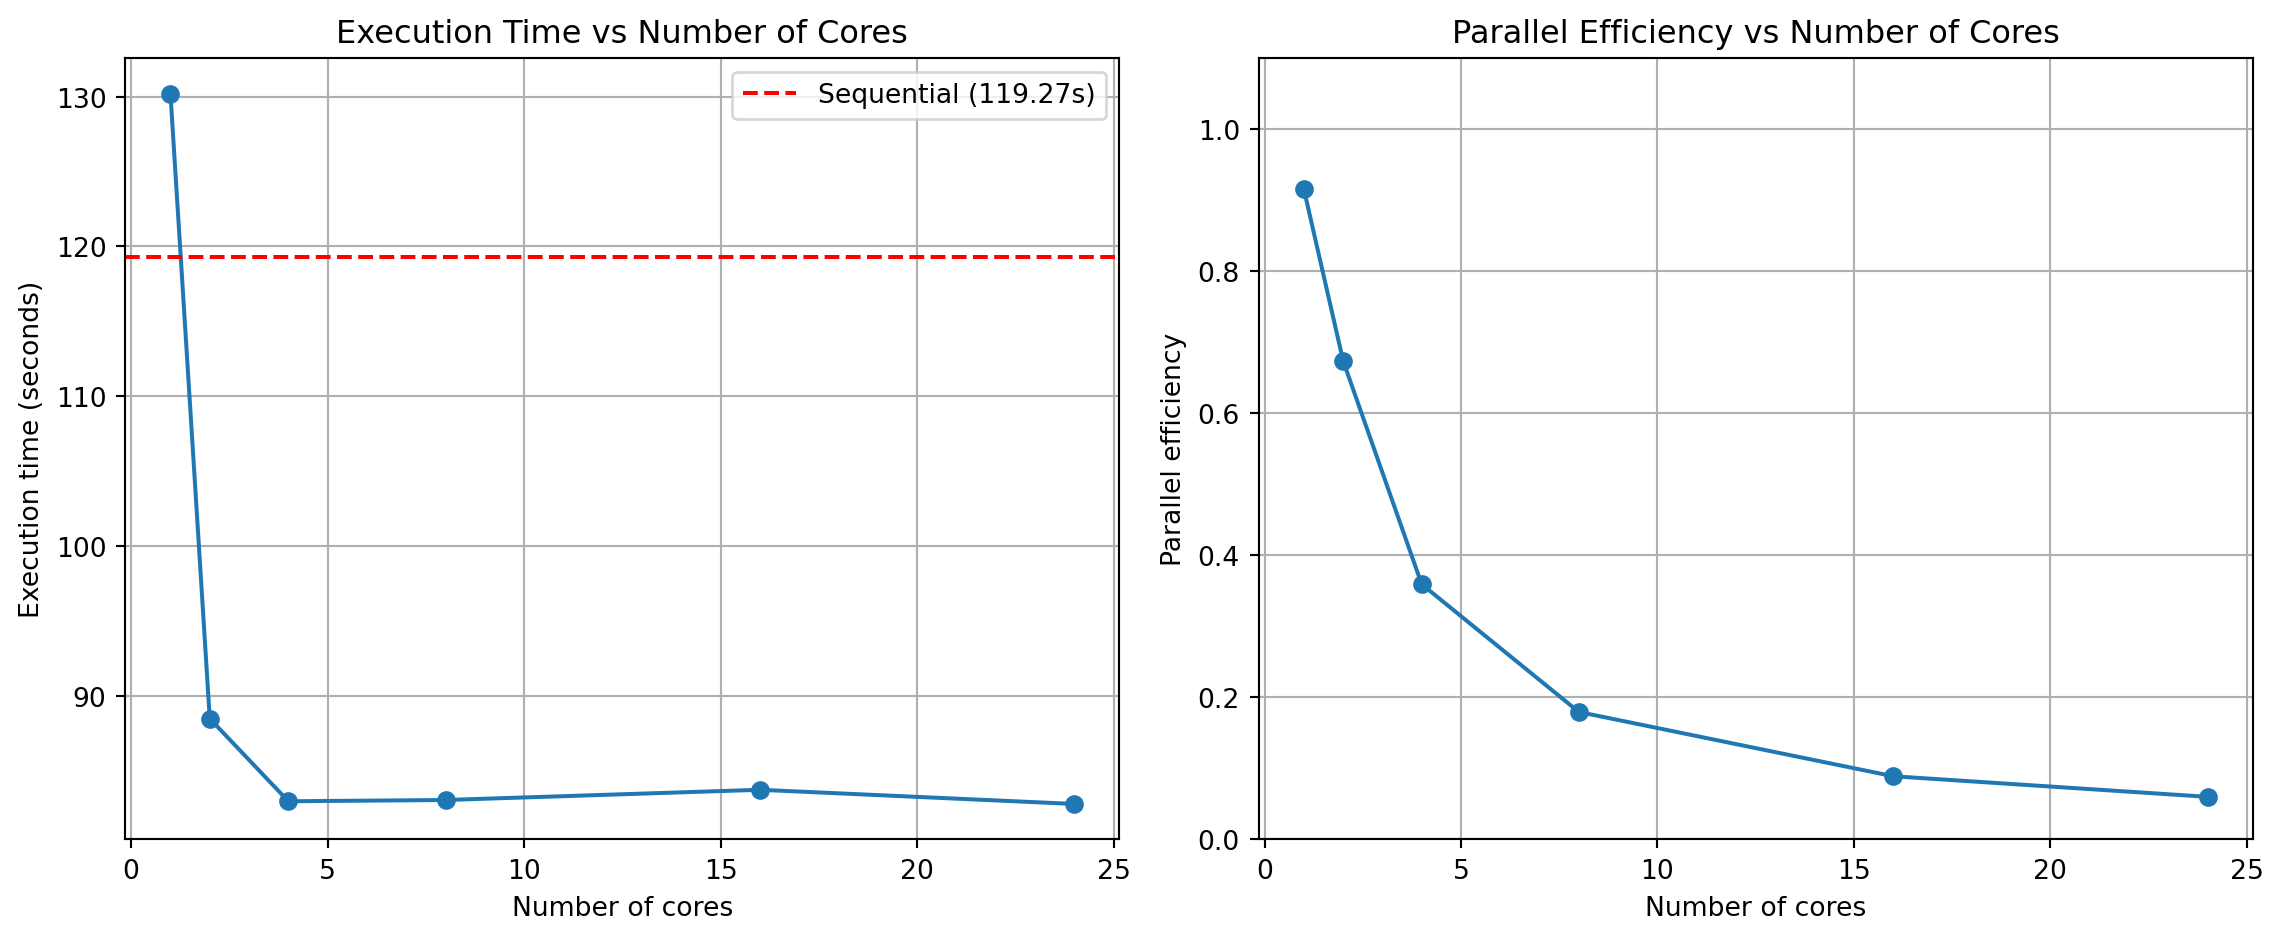 Execution Time vs Number of Cores
Sequential (119.27s)
Execution time (seconds)
130
120
110
100
90
0 5 10 15 20 25
Number of cores
Parallel Efficiency vs Number of Cores
Parallel efficiency
1.0
0.8
0.6
0.4
0.2
0.0
0 5 10 15 20 25
Number of cores